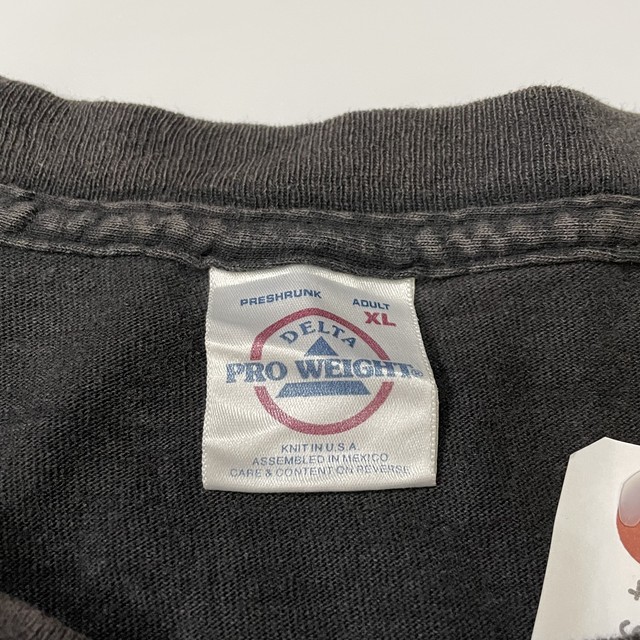 PRESHRUNK ADULT
XL
DELTA
PRO WEIGHT®
KNIT IN U.S.A.
ASSEMBLED IN MEXICO
CARE & CONTENT ON REVERSE